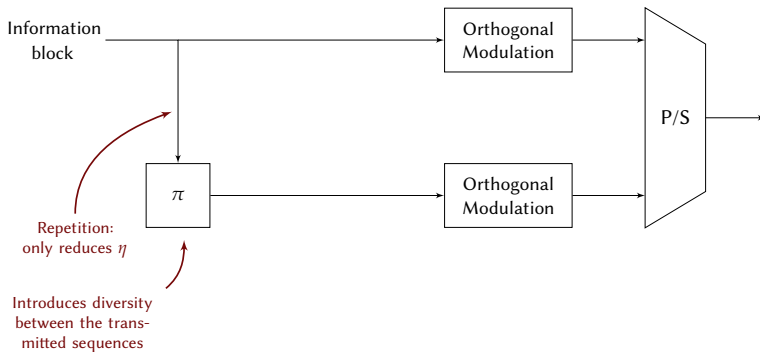 Information
block
Orthogonal
Modulation
P/S
π
Orthogonal
Modulation
Repetition:
only reduces η
Introduces diversity
between the trans-
mitted sequences